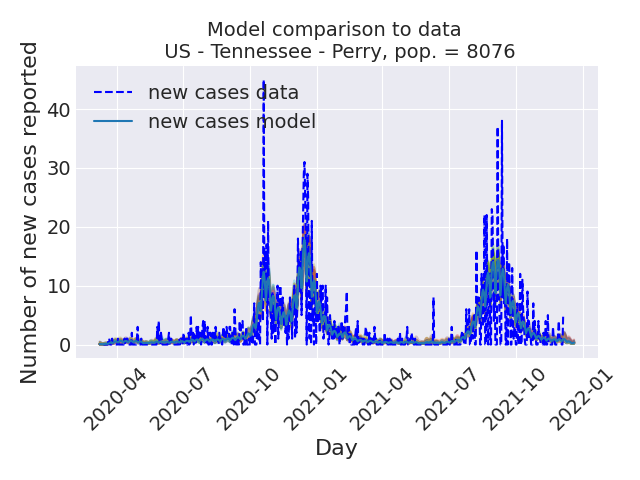 Model comparison to data
US - Tennessee - Perry, pop. = 8076
Number of new cases reported
40
30
20
10
0
new cases data
new cases model
2020-04
2020-07
2020-10
2021-01
2021-04
2021-07
2021-10
2022-01
Day